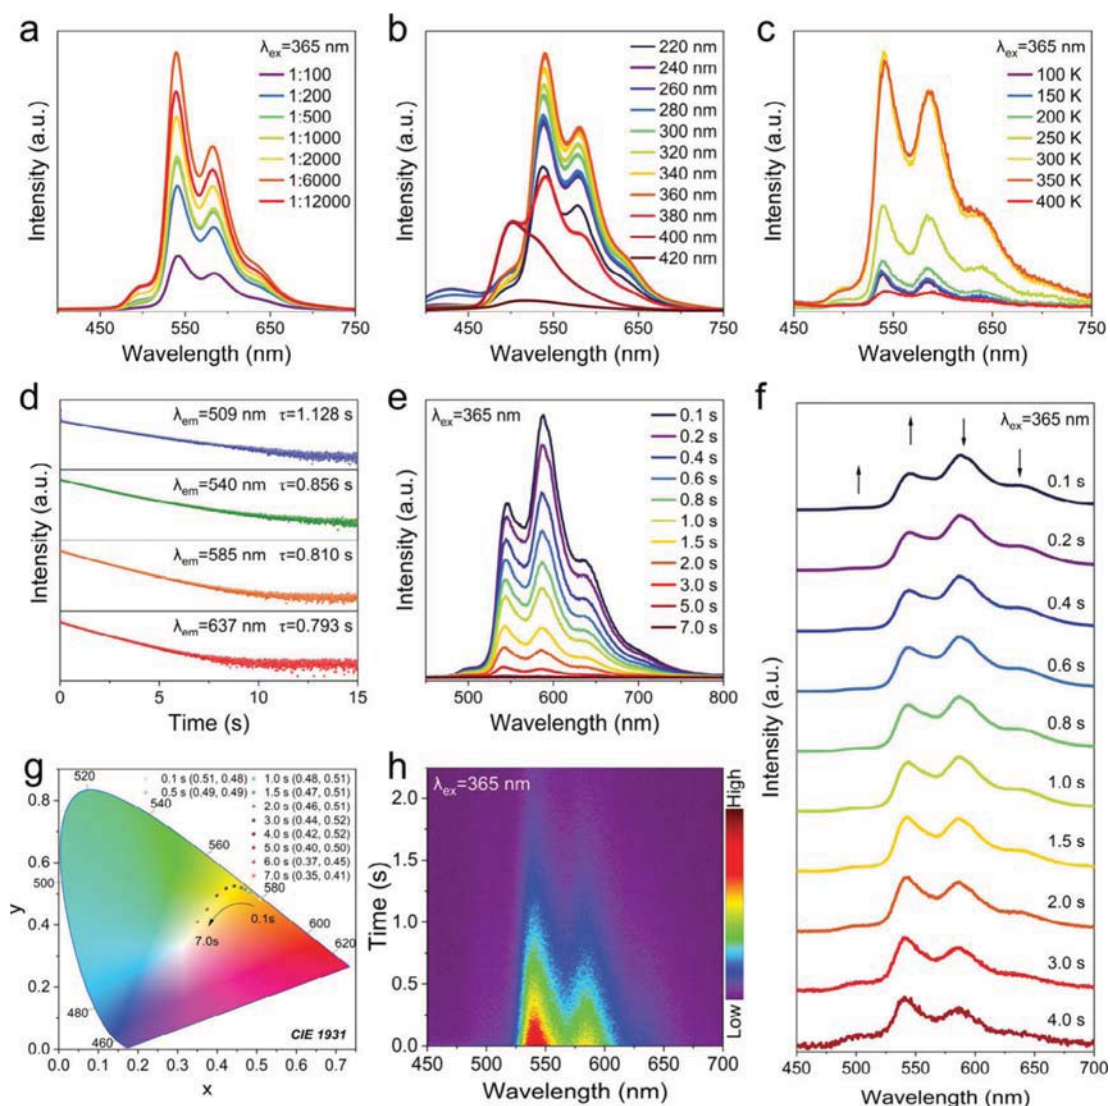 a
λex=365 nm
1:100
1:200
1:500
1:1000
1:2000
1:6000
1:12000
Intensity (a.u.)
450 550 650 750
Wavelength (nm)
b
220 nm
240 nm
260 nm
280 nm
300 nm
320 nm
340 nm
360 nm
380 nm
400 nm
420 nm
Intensity (a.u.)
450 550 650 750
Wavelength (nm)
c
λex=365 nm
100 K
150 K
200 K
250 K
300 K
350 K
400 K
Intensity (a.u.)
450 550 650 750
Wavelength (nm)
d
λem=509 nm τ=1.128 s
λem=540 nm τ=0.856 s
λem=585 nm τ=0.810 s
λem=637 nm τ=0.793 s
Intensity (a.u.)
0 5 10 15
Time (s)
e
λex=365 nm
0.1 s
0.2 s
0.4 s
0.6 s
0.8 s
1.0 s
1.5 s
2.0 s
3.0 s
5.0 s
7.0 s
Intensity (a.u.)
500 600 700 800
Wavelength (nm)
f
λex=365 nm
0.1 s
0.2 s
0.4 s
0.6 s
0.8 s
1.0 s
1.5 s
2.0 s
3.0 s
4.0 s
Intensity (a.u.)
450 500 550 600 650 700
Wavelength (nm)
g
0.1 s (0.51, 0.48)
0.5 s (0.49, 0.49)
1.0 s (0.48, 0.51)
1.5 s (0.47, 0.51)
2.0 s (0.46, 0.51)
3.0 s (0.44, 0.52)
4.0 s (0.42, 0.52)
5.0 s (0.40, 0.50)
6.0 s (0.37, 0.45)
7.0 s (0.35, 0.41)
520
540
560
580
600
620
500
480
460
0.1s
7.0s
CIE 1931
y
0.8
0.6
0.4
0.2
0.0
0.0 0.1 0.2 0.3 0.4 0.5 0.6 0.7
x
h
λex=365 nm
High
Low
Time (s)
2.0
1.5
1.0
0.5
0.0
450 500 550 600 650 700
Wavelength (nm)